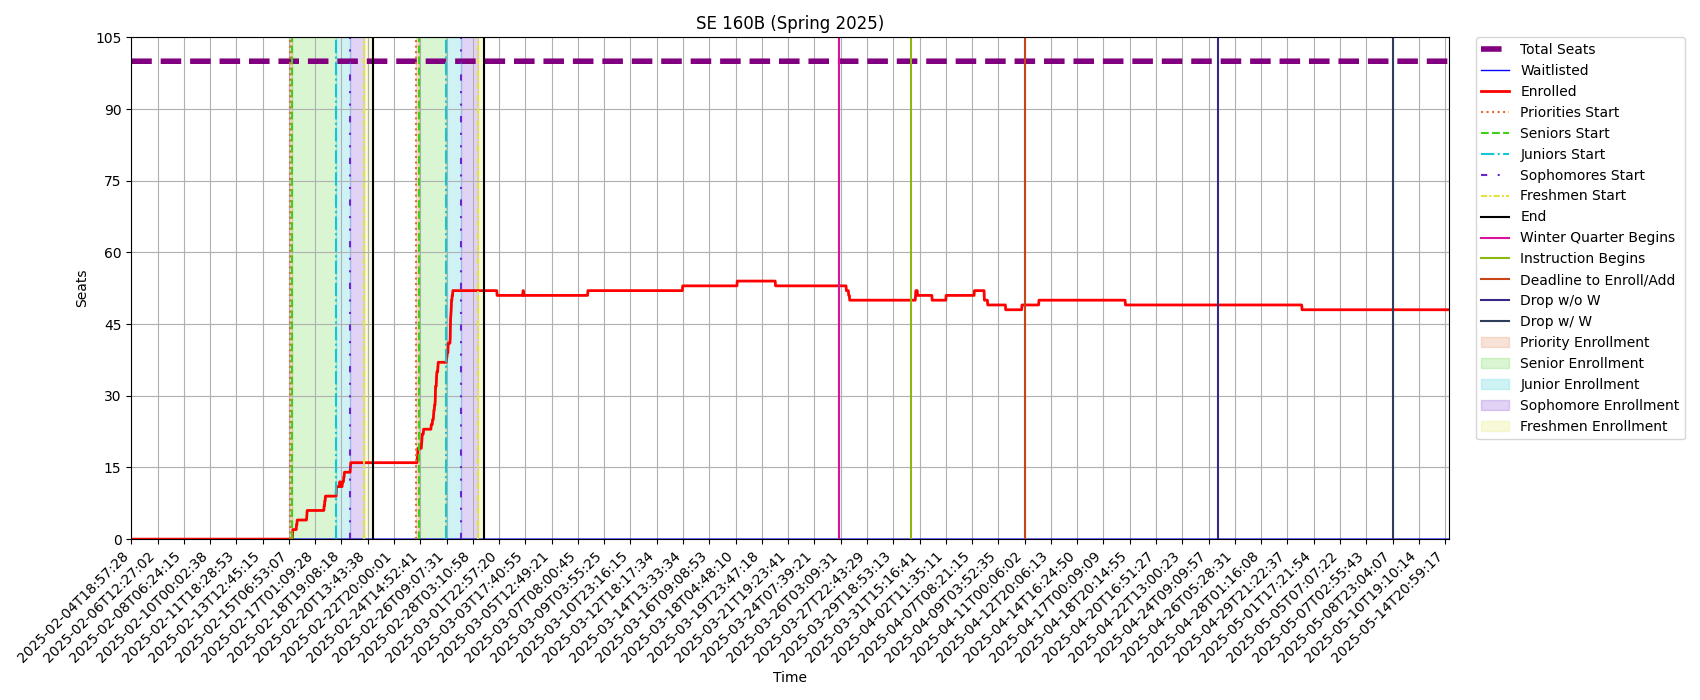 SE 160B (Spring 2025)
105
90
75
60
45
30
15
0
Seats
2025-02-04T18:57:28
2025-02-06T12:27:02
2025-02-08T06:24:15
2025-02-10T00:02:38
2025-02-11T18:28:53
2025-02-13T12:45:15
2025-02-15T06:53:07
2025-02-17T01:09:28
2025-02-18T19:08:18
2025-02-20T13:43:38
2025-02-22T20:00:01
2025-02-24T14:52:41
2025-02-26T09:07:31
2025-02-28T03:10:58
2025-03-01T22:57:20
2025-03-03T17:40:55
2025-03-05T12:49:21
2025-03-07T08:00:45
2025-03-09T03:55:25
2025-03-10T23:16:15
2025-03-12T18:17:34
2025-03-14T13:33:34
2025-03-16T09:08:53
2025-03-18T04:48:10
2025-03-19T23:47:18
2025-03-21T19:23:41
2025-03-24T07:39:21
2025-03-26T03:09:31
2025-03-27T22:43:29
2025-03-29T18:53:13
2025-03-31T15:16:41
2025-04-02T11:35:11
2025-04-07T08:21:15
2025-04-09T03:52:35
2025-04-11T00:06:02
2025-04-12T20:06:13
2025-04-14T16:24:50
2025-04-17T00:09:09
2025-04-18T20:14:55
2025-04-20T16:51:27
2025-04-22T13:00:23
2025-04-24T09:09:57
2025-04-26T05:28:31
2025-04-28T01:16:08
2025-04-29T21:22:37
2025-05-01T17:21:54
2025-05-05T07:07:22
2025-05-07T02:55:43
2025-05-08T23:04:07
2025-05-10T19:10:14
2025-05-14T20:59:17
Time
Total Seats
Waitlisted
Enrolled
Priorities Start
Seniors Start
Juniors Start
Sophomores Start
Freshmen Start
End
Winter Quarter Begins
Instruction Begins
Deadline to Enroll/Add
Drop w/o W
Drop w/ W
Priority Enrollment
Senior Enrollment
Junior Enrollment
Sophomore Enrollment
Freshmen Enrollment